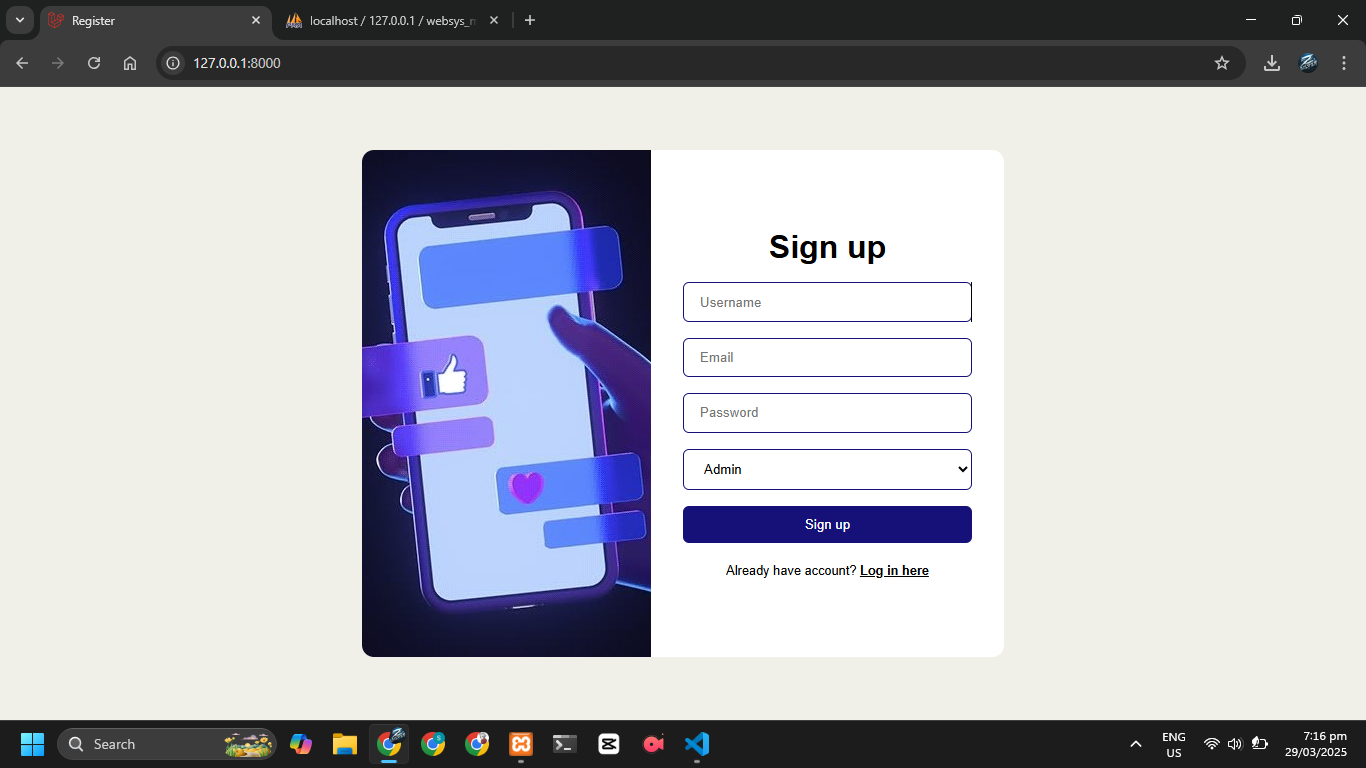 Register
localhost / 127.0.0.1 / websys_m
127.0.0.1:8000
Sign up
Username
Email
Password
Admin
Sign up
Already have account? Log in here
Search
ENG
US
7:16 pm
29/03/2025